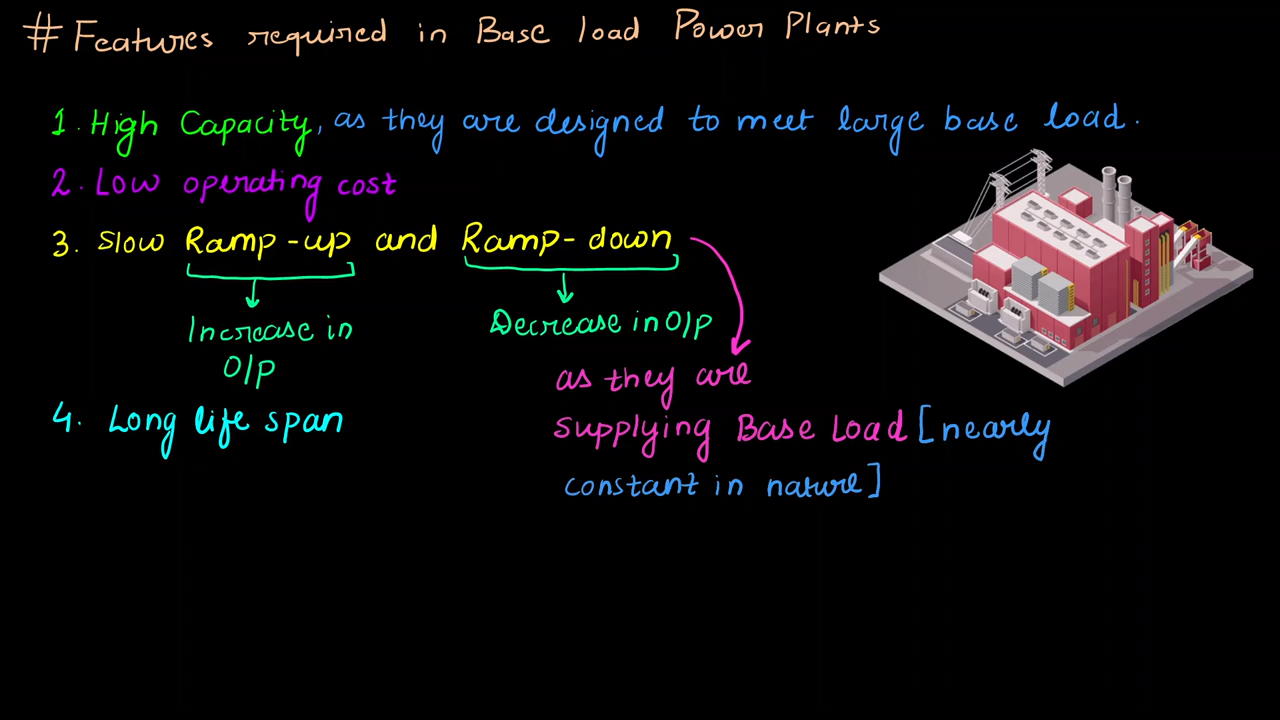 # Features required in Base load Power Plants
1. High Capacity, as they are designed to meet large base load.
2. Low operating cost
3. Slow Ramp-up and Ramp-down
Increase in
O/P
Decrease in O/P
as they are
supplying Base Load [nearly
constant in nature]
4. Long life span